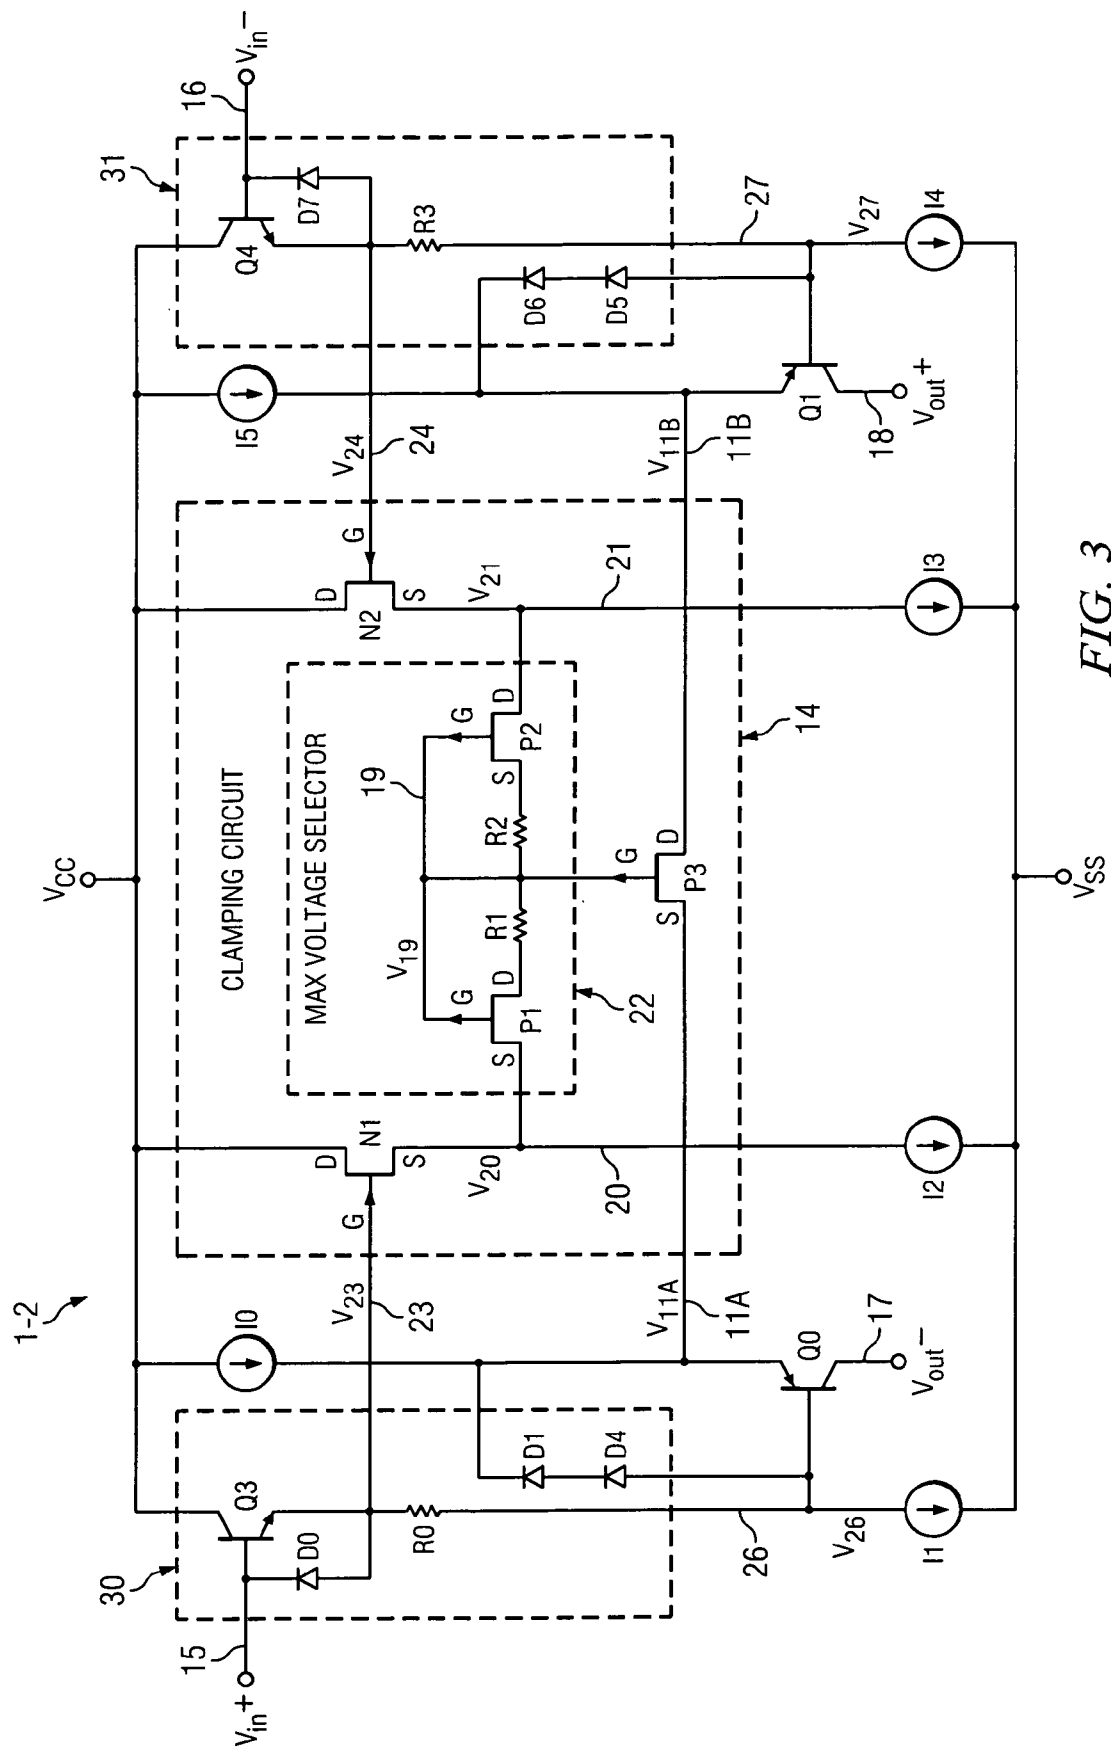 1-2
VCC
30
Q3
D0
15
Vin+
R0
D1
D4
I0
V23
23
26
V26
I1
Q0
17
Vout−
V11A
11A
CLAMPING CIRCUIT
MAX VOLTAGE SELECTOR
D
N1
G
S
V20
20
I2
V19
19
G
P1
S
D
R1
R2
G
P2
S
D
22
G
P3
S
D
14
D
N2
G
S
V21
21
I3
V24
24
I5
31
Q4
D7
16
Vin−
R3
D6
D5
27
V27
I4
V11B
11B
Q1
18
Vout+
VSS
FIG. 3